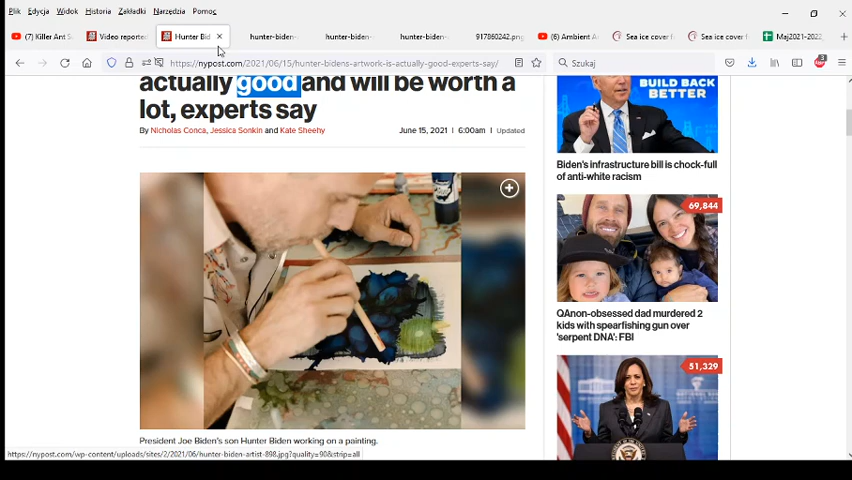 Plik Edycja Widok Historia Zakładki Narzędzia Pomoc
(7) Killer Ant S Video reporte Hunter Bid hunter-biden- hunter-biden- hunter-biden- 917860242.png (6) Ambient A Sea ice cover f Sea ice cover f Maj2021-2022
https://nypost.com/2021/06/15/hunter-bidens-artwork-is-actually-good-experts-say/ Szukaj 3
actually good and will be worth a
lot, experts say
By Nicholas Conca, Jessica Sonkin and Kate Sheehy June 15, 2021 | 6:00am | Updated
President Joe Biden's son Hunter Biden working on a painting.
BUILD BACK
BETTER
Biden's infrastructure bill is chock-full
of anti-white racism
69,844
QAnon-obsessed dad murdered 2
kids with spearfishing gun over
'serpent DNA': FBI
51,329
https://nypost.com/wp-content/uploads/sites/2/2021/06/hunter-biden-artist-898.jpg?quality=90&strip=all